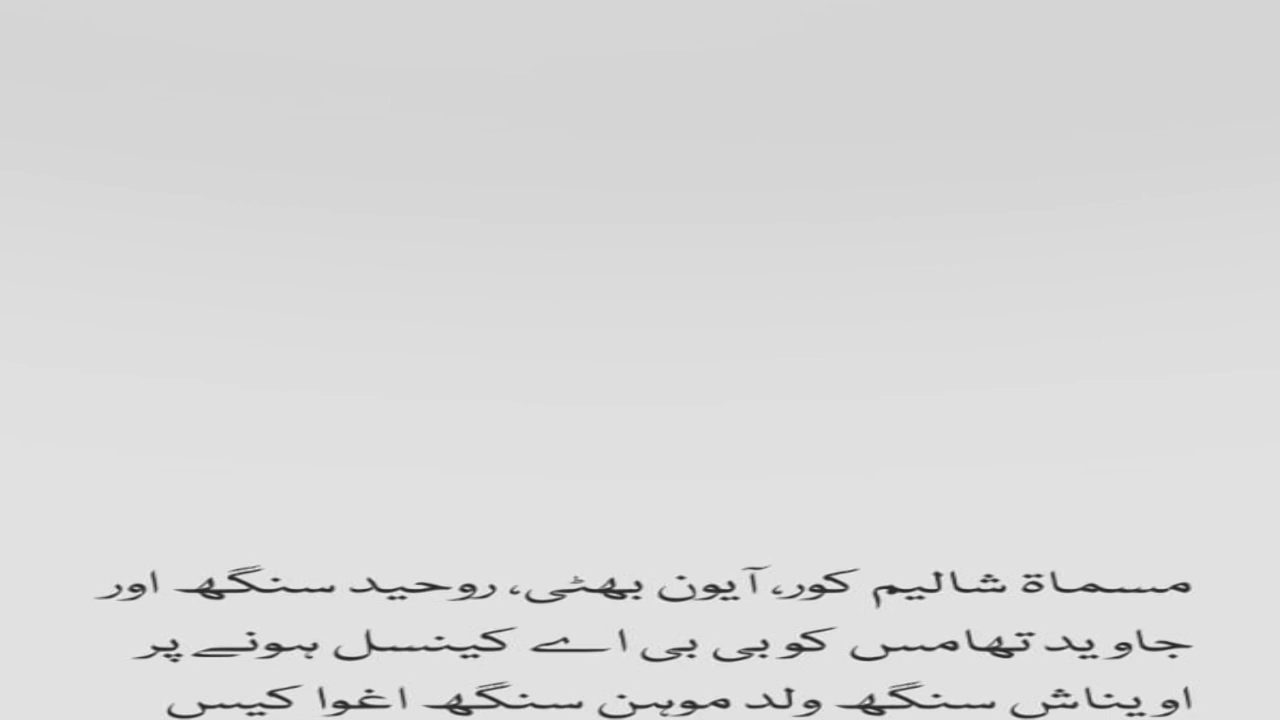 مسماۃ شالیم کور، آیون بھٹی، روحید سنگھ اور
جاوید تھامس کو بی بی اے کینسل ہونے پر
اویناش سنگھ ولد موہن سنگھ اغوا کیس